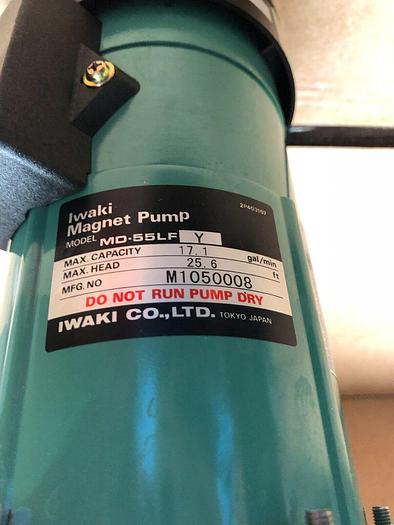 2P403107
Iwaki
Magnet Pump
MODEL MD-55LF Y
MAX. CAPACITY 17.1 gal/min
MAX. HEAD 25.6 ft
MFG. NO M1050008
DO NOT RUN PUMP DRY
IWAKI CO.,LTD. TOKYO JAPAN